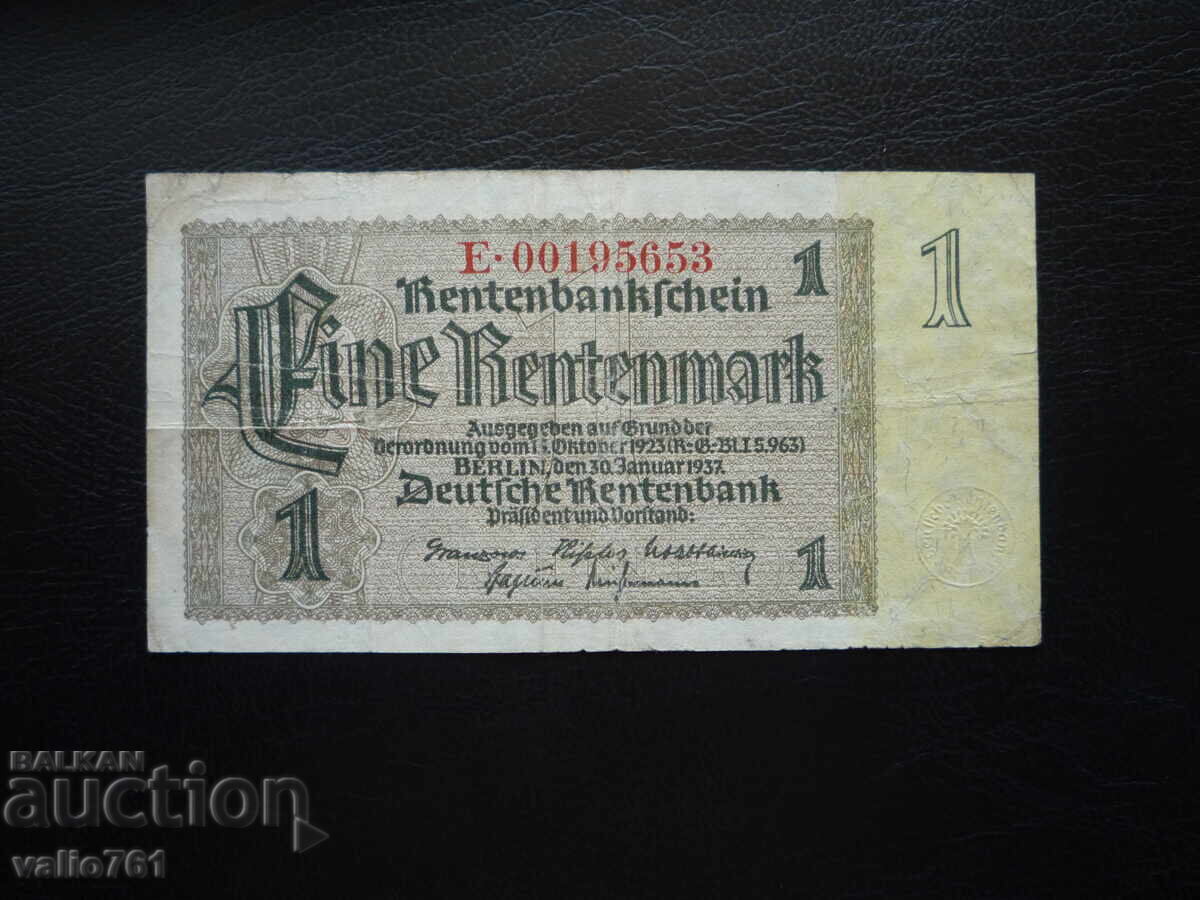 E·00195653
1
1
Rentenbankschein
Eine Rentenmark
Ausgegeben auf Grund der
Verordnung vom 15. Oktober 1923 (R.-G.-Bl. I S. 963)
BERLIN, den 30. Januar 1937.
Deutsche Rentenbank
Präsident und Vorstand:
1
1
BALKAN
auction
valio761